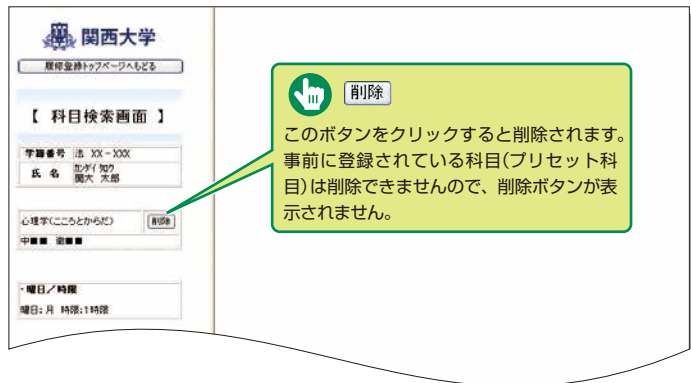 関西大学
履修登録トップページへもどる
【 科目検索画面 】
学籍番号 法 XX-XXX
氏 名 カンダイ タロウ
関大 太郎
心理学(こころとからだ) 削除
中■■ 道■■
・曜日／時限
曜日:月 時限:1時限
削除
このボタンをクリックすると削除されます。
事前に登録されている科目(プリセット科
目)は削除できませんので、削除ボタンが表
示されません。